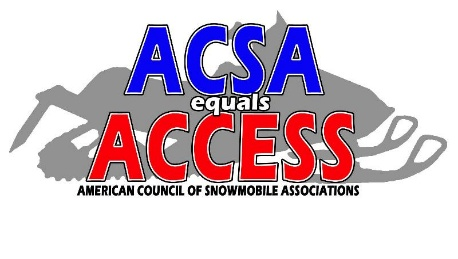 ACSA
equals
ACCESS
AMERICAN COUNCIL OF SNOWMOBILE ASSOCIATIONS